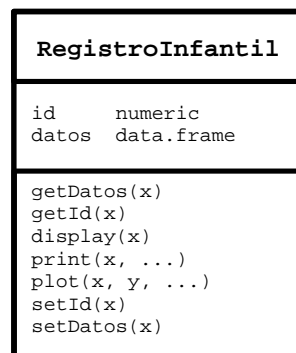 RegistroInfantil
id numeric
datos data.frame
getDatos(x)
getId(x)
display(x)
print(x, ...)
plot(x, y, ...)
setId(x)
setDatos(x)